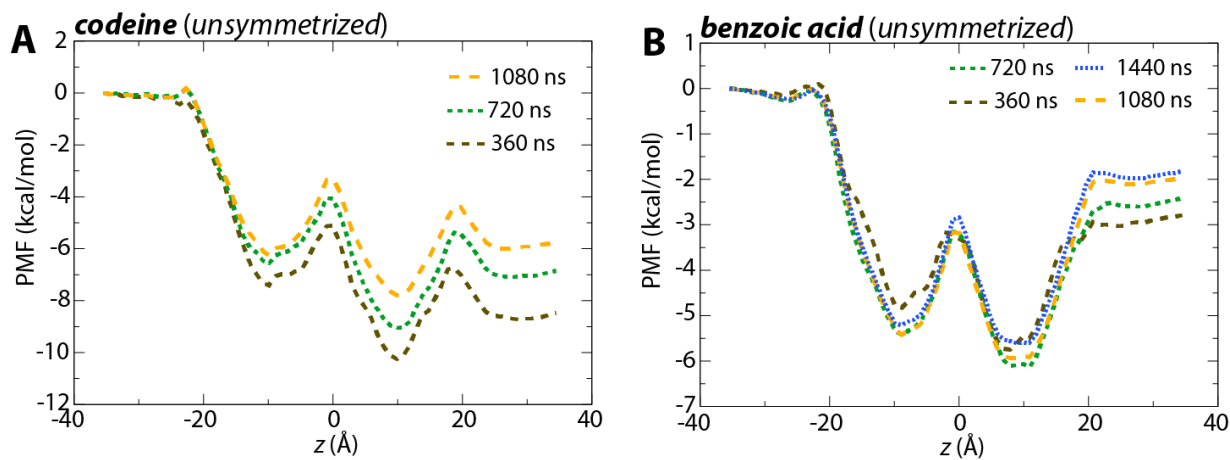 A codeine (unsymmetrized)
PMF (kcal/mol)
2
0
-2
-4
-6
-8
-10
-12
1080 ns
720 ns
360 ns
-40 -20 0 20 40
z (Å)
B benzoic acid (unsymmetrized)
PMF (kcal/mol)
1
0
-1
-2
-3
-4
-5
-6
-7
720 ns 1440 ns
360 ns 1080 ns
-40 -20 0 20 40
z (Å)